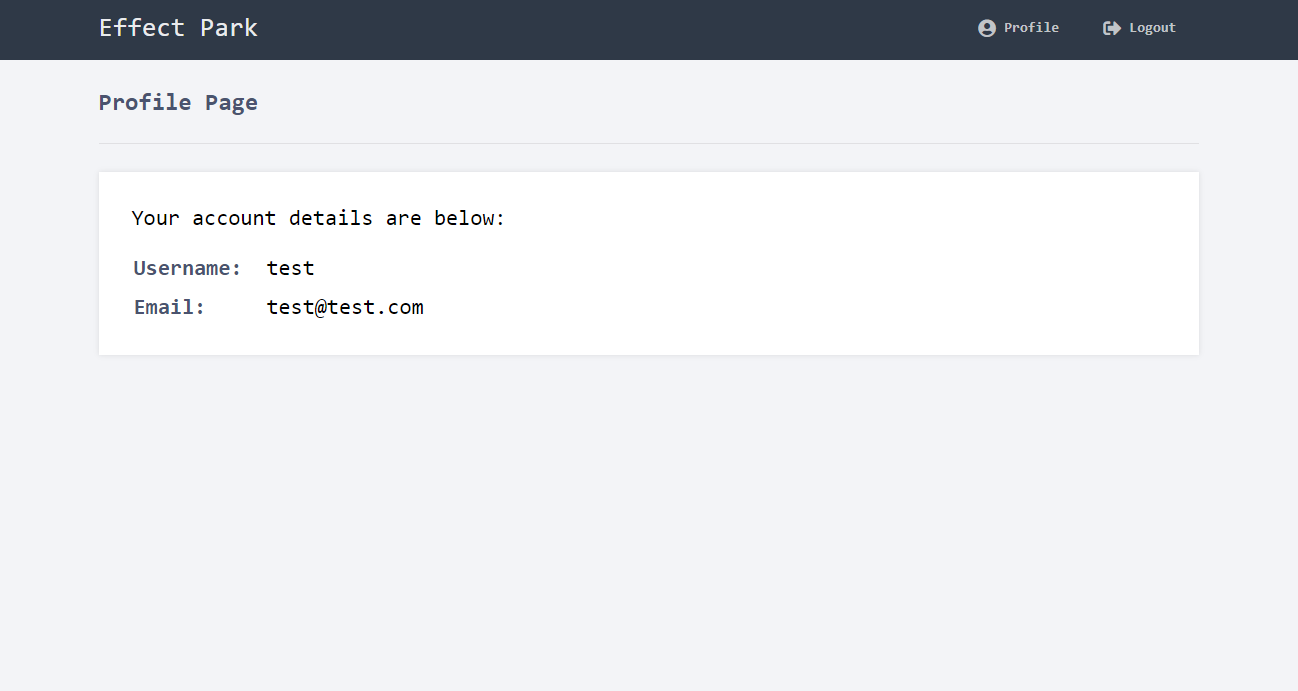 Effect Park Profile Logout
Profile Page
Your account details are below:
Username: test
Email: test@test.com